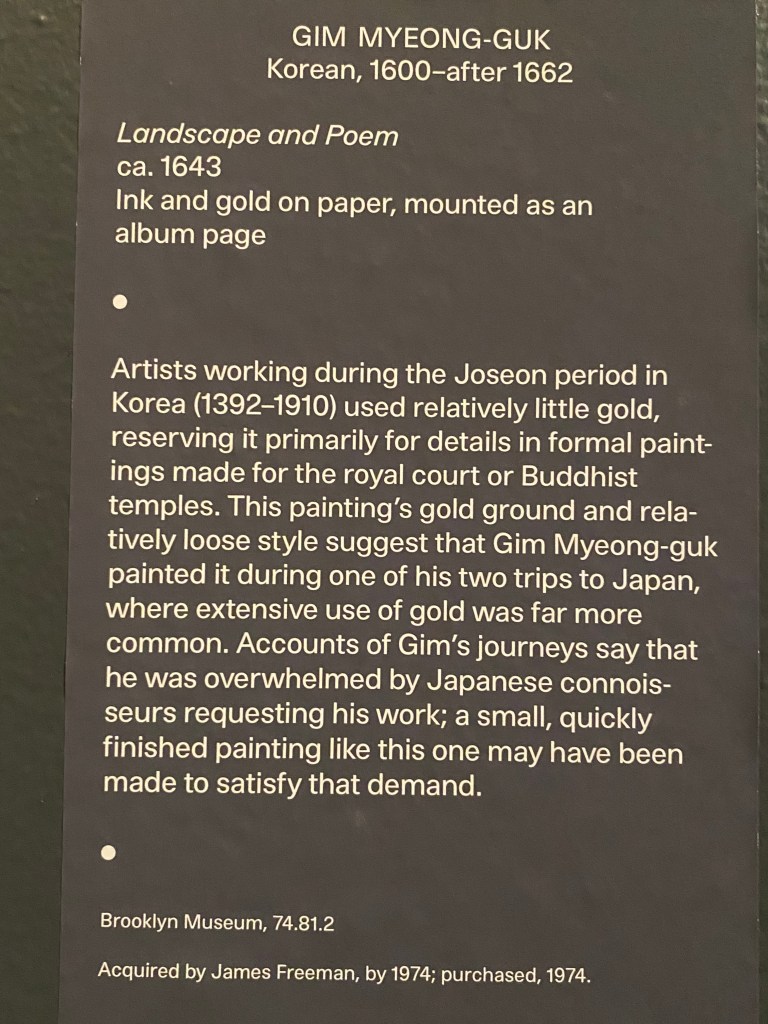 GIM MYEONG-GUK
Korean, 1600–after 1662
Landscape and Poem
ca. 1643
Ink and gold on paper, mounted as an
album page
•
Artists working during the Joseon period in
Korea (1392–1910) used relatively little gold,
reserving it primarily for details in formal paint-
ings made for the royal court or Buddhist
temples. This painting's gold ground and rela-
tively loose style suggest that Gim Myeong-guk
painted it during one of his two trips to Japan,
where extensive use of gold was far more
common. Accounts of Gim's journeys say that
he was overwhelmed by Japanese connois-
seurs requesting his work; a small, quickly
finished painting like this one may have been
made to satisfy that demand.
•
Brooklyn Museum, 74.81.2
Acquired by James Freeman, by 1974; purchased, 1974.